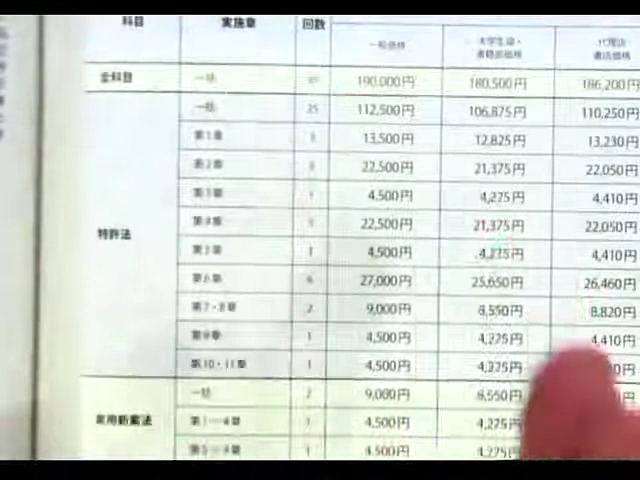 科目 実施章 回数 一般価格 大学生協・ 代理店
書籍部価格 書店価格
全科目 一括 190,000円 180,500円 186,200円
特許法 一括 25 112,500円 106,875円 110,250円
第1章 3 13,500円 12,825円 13,230円
第2章 5 22,500円 21,375円 22,050円
第3章 1 4,500円 4,275円 4,410円
第4章 5 22,500円 21,375円 22,050円
第5章 1 4,500円 4,275円 4,410円
第6章 6 27,000円 25,650円 26,460円
第7・8章 2 9,000円 8,550円 8,820円
第9章 1 4,500円 4,275円 4,410円
第10・11章 1 4,500円 4,275円 円
実用新案法 一括 2 9,000円 8,550円 円
第1〜4章 1 4,500円 4,275円 円
第5〜9章 1 4,500円 4,275円 円